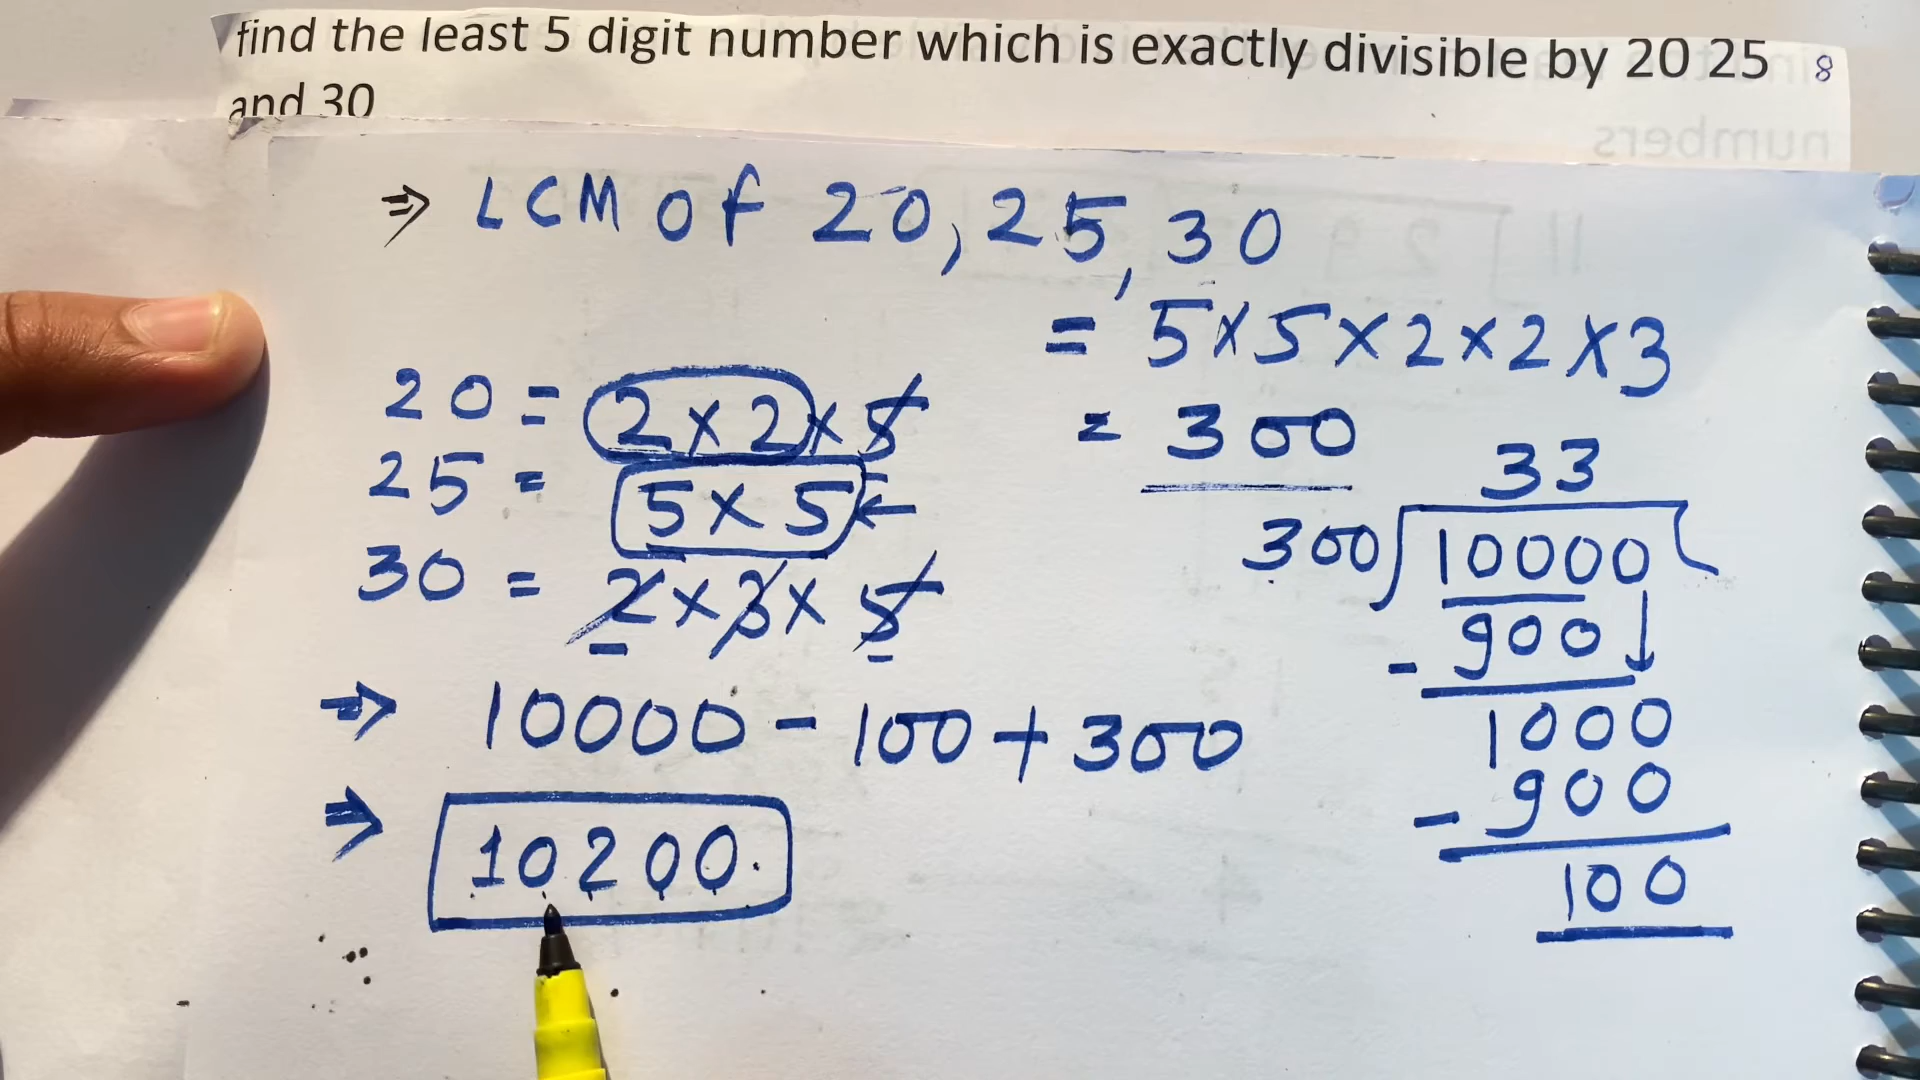 find the least 5 digit number which is exactly divisible by 20 25 8
and 30
numbers
⇒ LCM of 20, 25, 30
= 5×5×2×2×3
= 300
20 = 2×2×5
25 = 5×5
30 = 2×3×5
33
300 10000
- 900
1000
- 900
100
⇒ 10000 - 100 + 300
⇒ 10200.